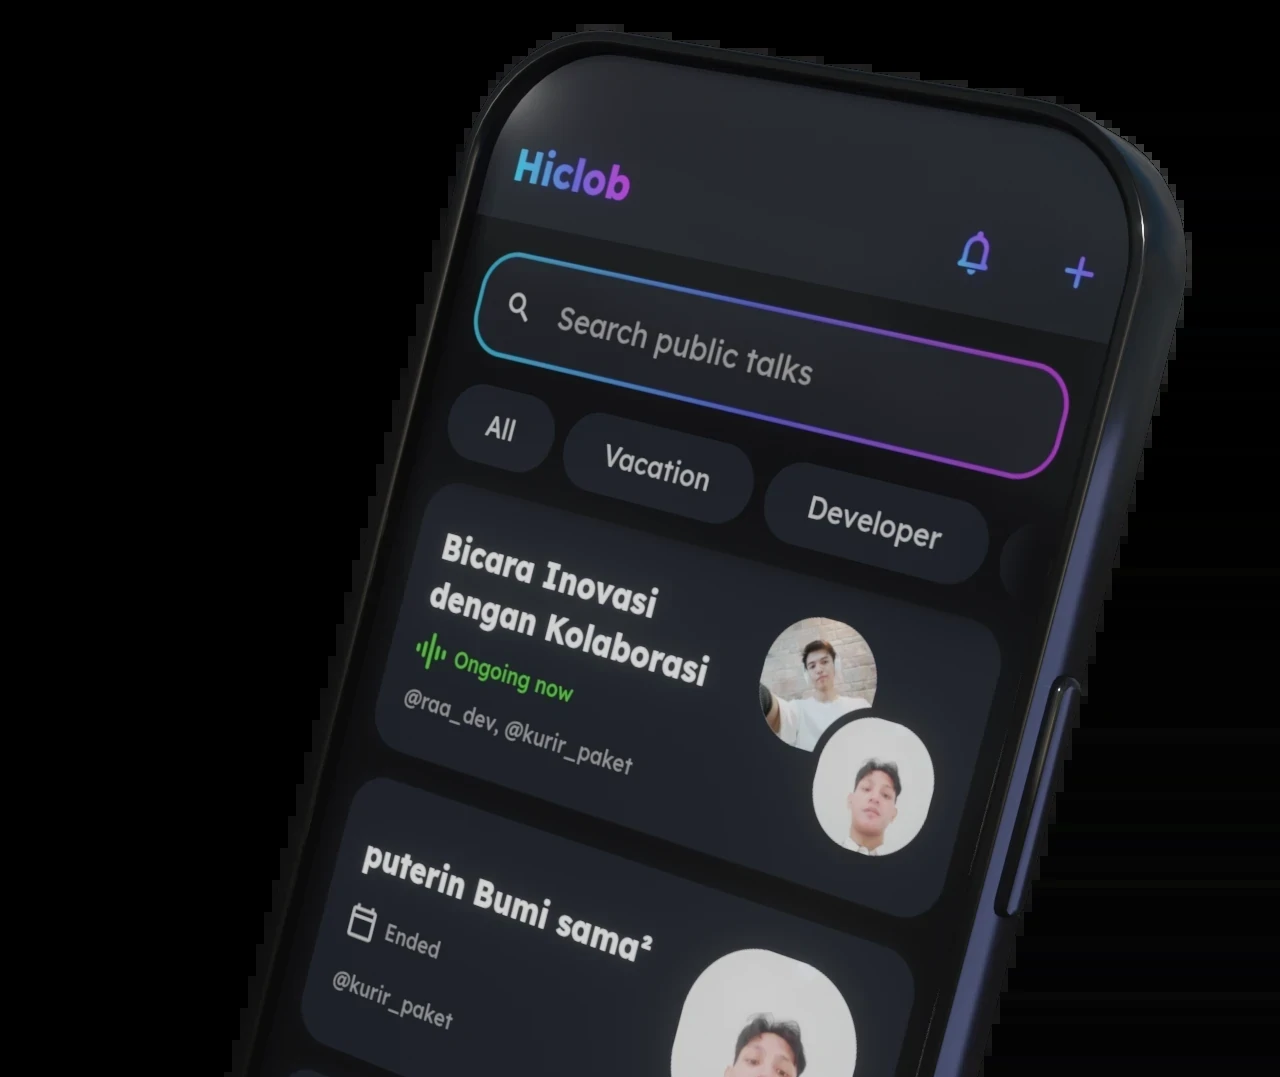 Hiclob
Search public talks
All
Vacation
Developer
Bicara Inovasi
dengan Kolaborasi
Ongoing now
@raa_dev, @kurir_paket
puterin Bumi sama²
Ended
@kurir_paket